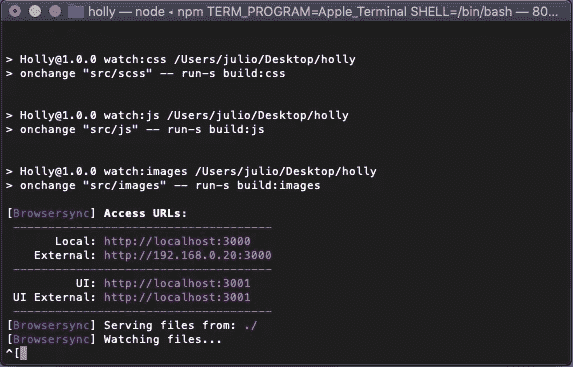 holly — node ◂ npm TERM_PROGRAM=Apple_Terminal SHELL=/bin/bash — 80...
> Holly@1.0.0 watch:css /Users/julio/Desktop/holly
> onchange "src/scss" -- run-s build:css
> Holly@1.0.0 watch:js /Users/julio/Desktop/holly
> onchange "src/js" -- run-s build:js
> Holly@1.0.0 watch:images /Users/julio/Desktop/holly
> onchange "src/images" -- run-s build:images
[Browsersync] Access URLs:
--------------------------------------
Local: http://localhost:3000
External: http://192.168.0.20:3000
--------------------------------------
UI: http://localhost:3001
UI External: http://localhost:3001
--------------------------------------
[Browsersync] Serving files from: ./
[Browsersync] Watching files...
^[